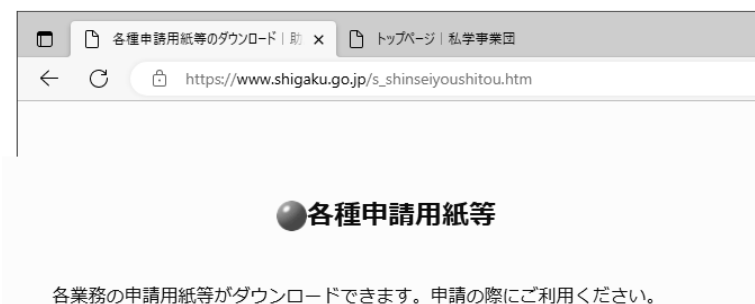 各種申請用紙等のダウンロード｜助
トップページ｜私学事業団
https://www.shigaku.go.jp/s_shinseiyoushitou.htm
各種申請用紙等
各業務の申請用紙等がダウンロードできます。申請の際にご利用ください。